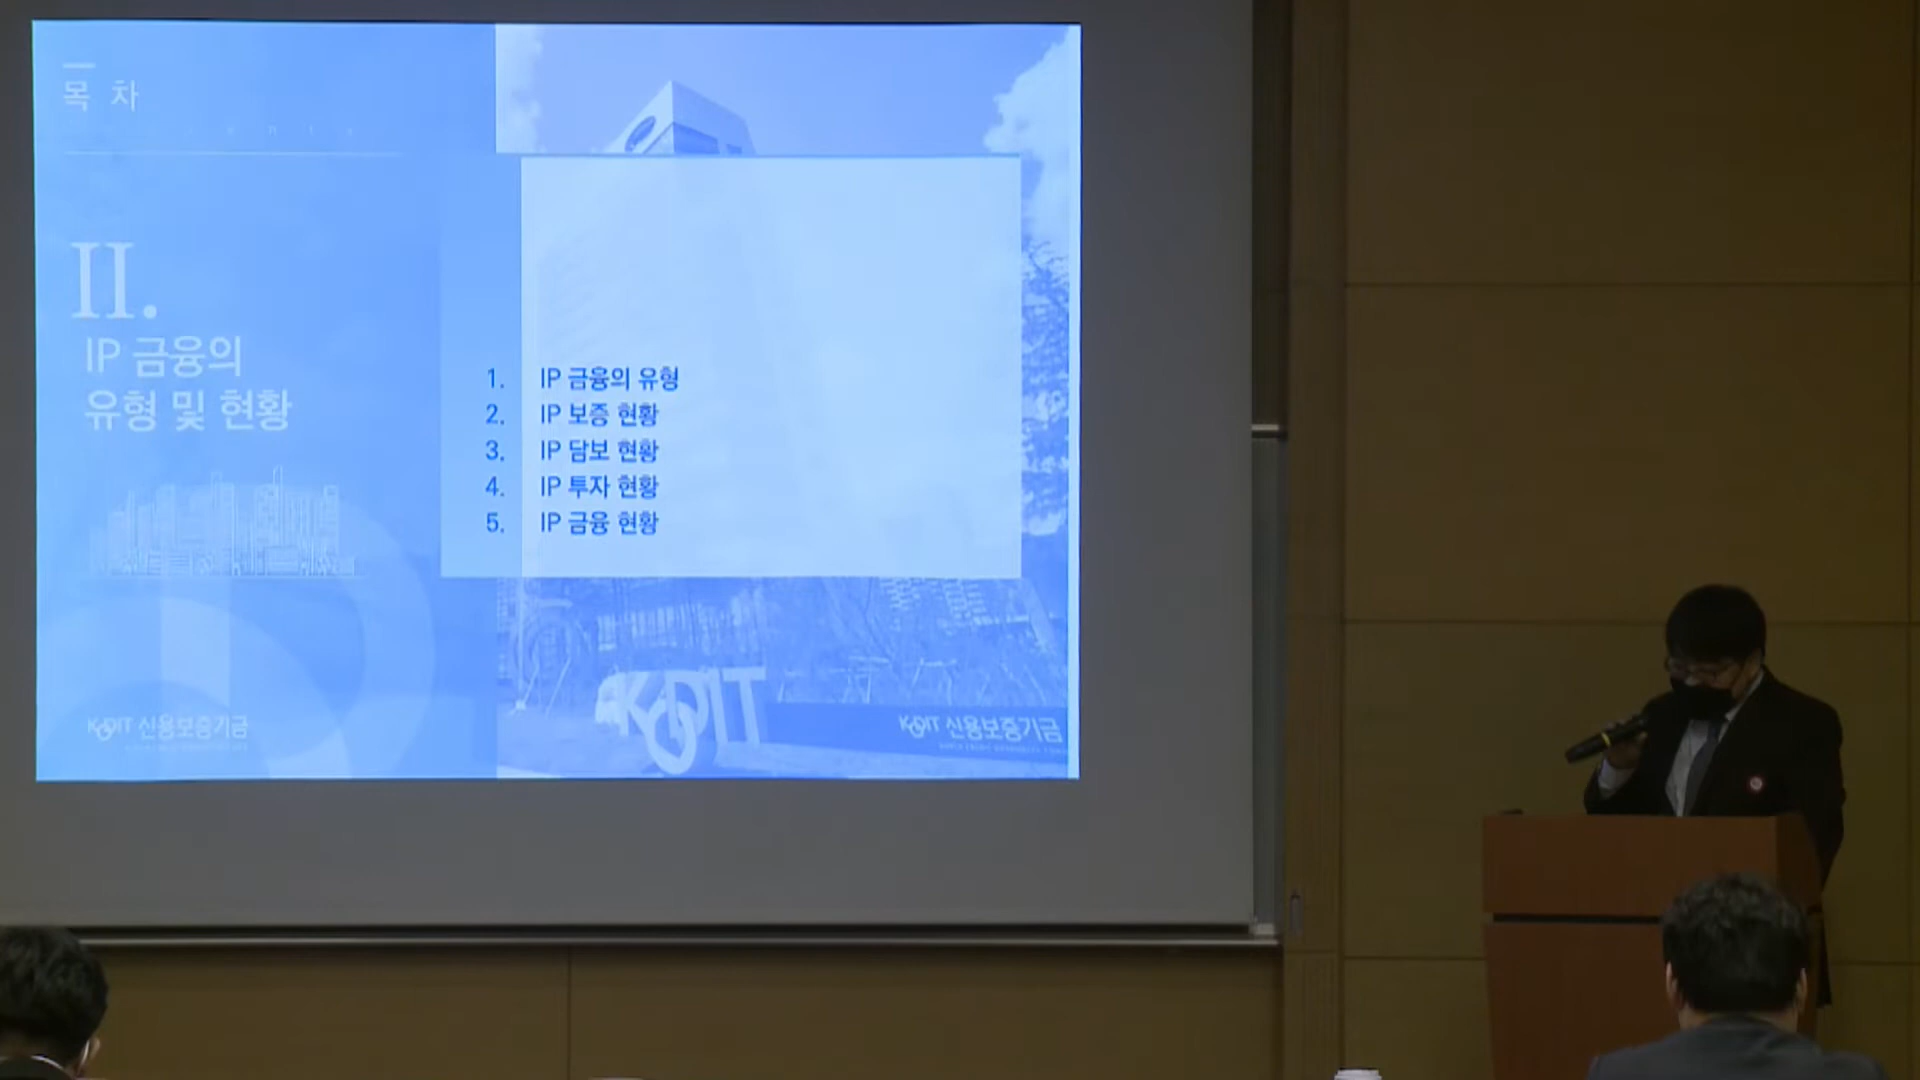 목 차
II.
IP 금융의
유형 및 현황
1. IP 금융의 유형
2. IP 보증 현황
3. IP 담보 현황
4. IP 투자 현황
5. IP 금융 현황
KODIT
KODIT 신용보증기금
KODIT 신용보증기금